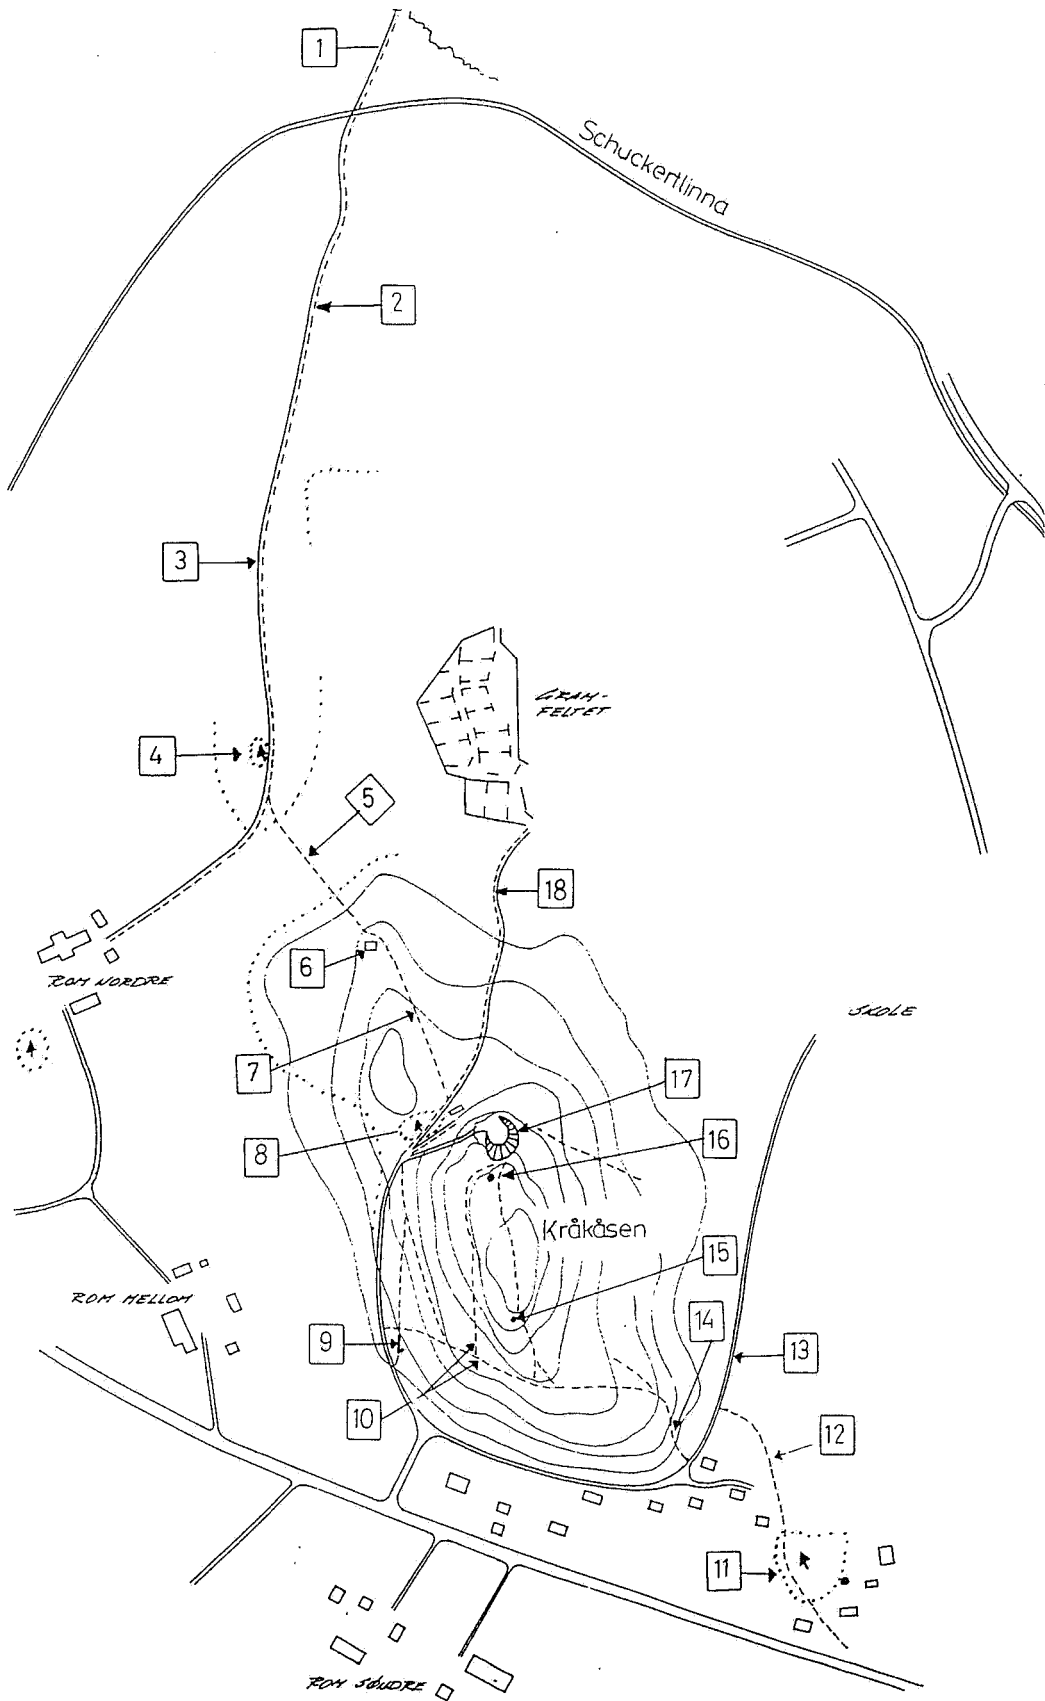 1
Schuckertlinna
2
3
GRAM-
FELTET
4
5
18
6
ROM NORDRE
SKOLE
7
17
8
16
Kråkåsen
15
ROM MELLOM
14
9
13
10
12
11
ROM SØNDRE